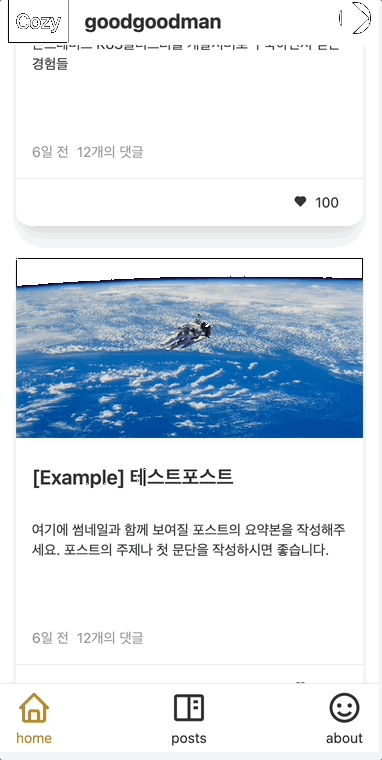 Cozy
goodgoodman
경험들
6일 전 12개의 댓글
100
[Example] 테스트포스트
여기에 썸네일과 함께 보여질 포스트의 요약본을 작성해주
세요. 포스트의 주제나 첫 문단을 작성하시면 좋습니다.
6일 전 12개의 댓글
home
posts
about